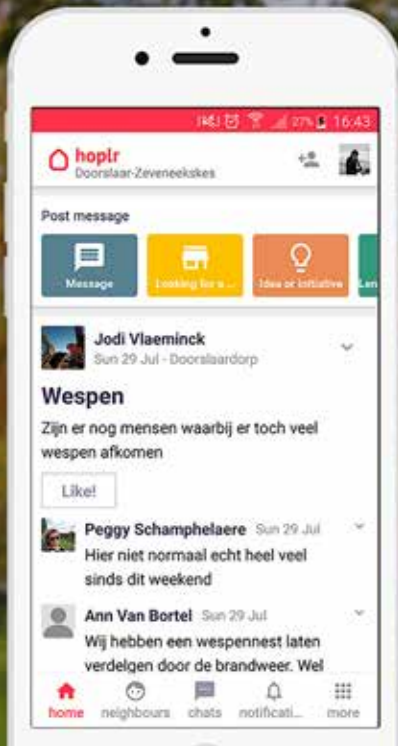 27% 16:43
hoplr
Doorslaar-Zeveneekskes
Post message
Message
Looking for a ...
Idea or initiative
Len
Jodi Vlaeminck
Sun 29 Jul - Doorslaardorp
Wespen
Zijn er nog mensen waarbij er toch veel
wespen afkomen
Like!
Peggy Schamphelaere Sun 29 Jul
Hier niet normaal echt heel veel
sinds dit weekend
Ann Van Bortel Sun 29 Jul
Wij hebben een wespennest laten
verdelgen door de brandweer. Wel
home neighbours chats notificati... more